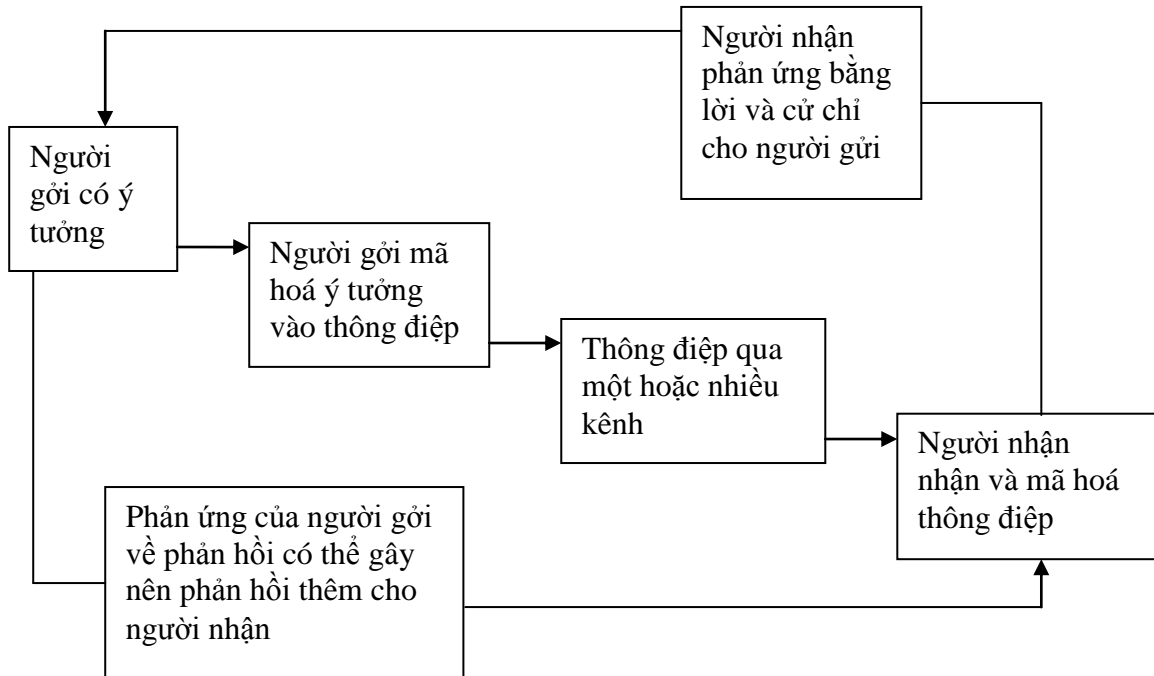 Người nhận
phản ứng bằng
lời và cử chỉ
cho người gửi
Người
gởi có ý
tưởng
Người gởi mã
hoá ý tưởng
vào thông điệp
Thông điệp qua
một hoặc nhiều
kênh
Người nhận
nhận và mã hoá
thông điệp
Phản ứng của người gởi
về phản hồi có thể gây
nên phản hồi thêm cho
người nhận